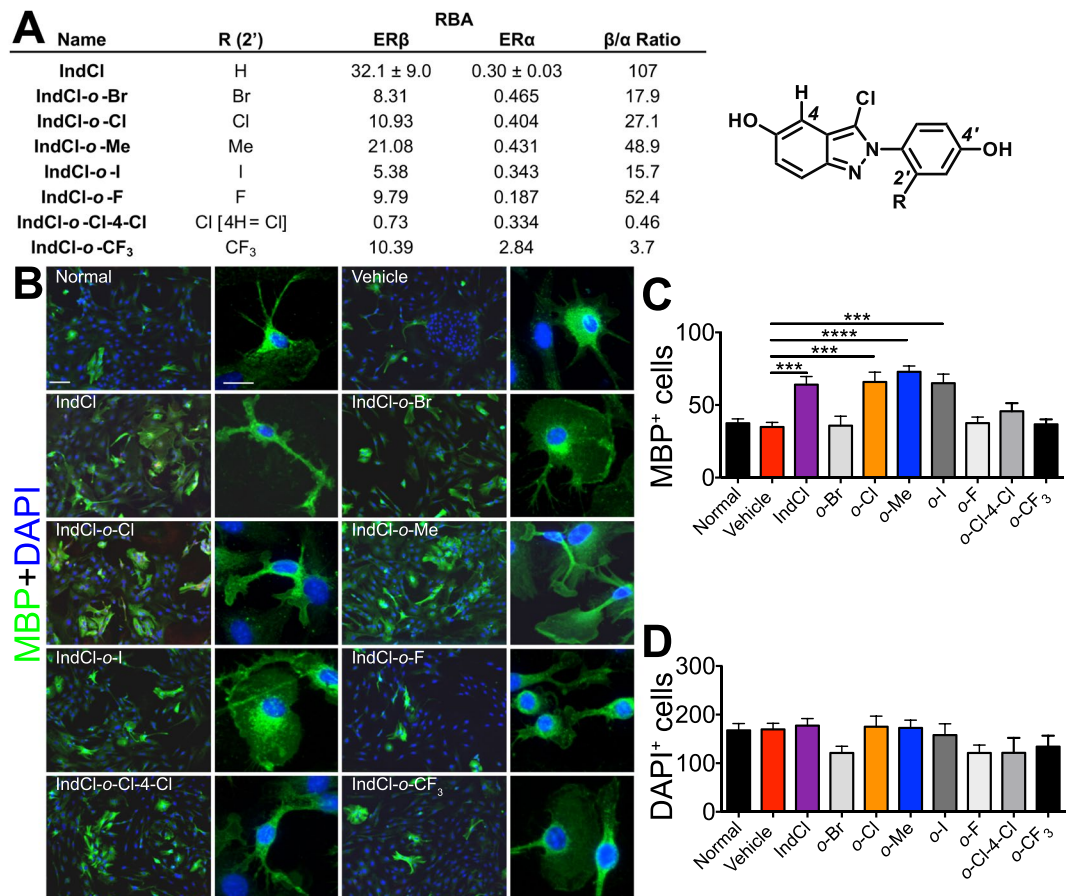 A
RBA
Name R (2') ERβ ERα β/α Ratio
IndCl H 32.1 ± 9.0 0.30 ± 0.03 107
IndCl-o-Br Br 8.31 0.465 17.9
IndCl-o-Cl Cl 10.93 0.404 27.1
IndCl-o-Me Me 21.08 0.431 48.9
IndCl-o-I I 5.38 0.343 15.7
IndCl-o-F F 9.79 0.187 52.4
IndCl-o-Cl-4-Cl Cl [4H = Cl] 0.73 0.334 0.46
IndCl-o-CF₃ CF₃ 10.39 2.84 3.7
H
4
Cl
HO
N
N
4'
OH
2'
R
B
MBP+DAPI
Normal Vehicle
IndCl IndCl-o-Br
IndCl-o-Cl IndCl-o-Me
IndCl-o-I IndCl-o-F
IndCl-o-Cl-4-Cl IndCl-o-CF₃
C
MBP⁺ cells
100
50
0
***
****
***
***
Normal
Vehicle
IndCl
o-Br
o-Cl
o-Me
o-I
o-F
o-Cl-4-Cl
o-CF₃
D
DAPI⁺ cells
300
200
100
0
Normal
Vehicle
IndCl
o-Br
o-Cl
o-Me
o-I
o-F
o-Cl-4-Cl
o-CF₃